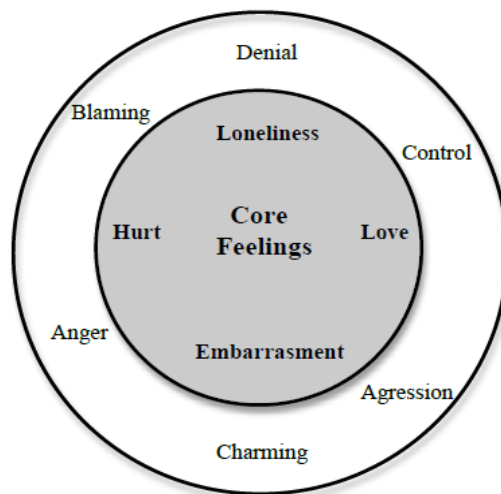 Denial
Blaming
Loneliness
Control
Core
Feelings
Hurt
Love
Anger
Embarrasment
Agression
Charming